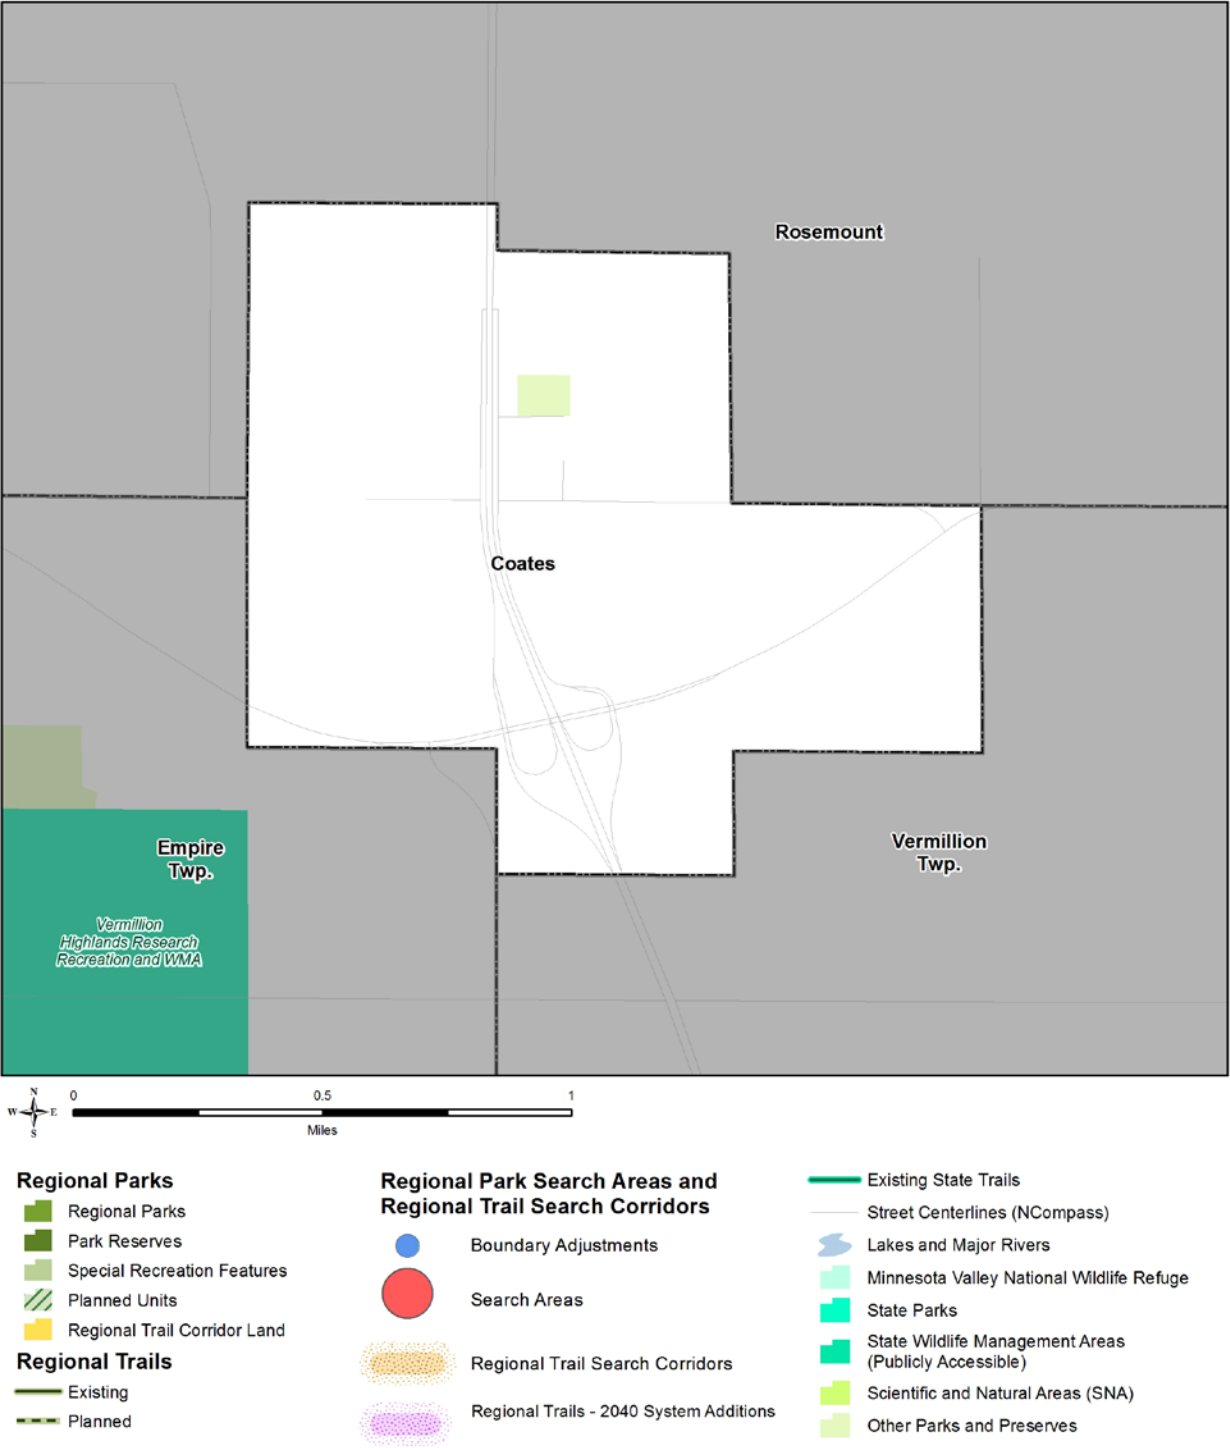 Rosemount
Coates
Empire
Twp.
Vermillion
Twp.
Vermillion
Highlands Research
Recreation and WMA
N
W E
S
0 0.5 1
Miles
Regional Parks
Regional Parks
Park Reserves
Special Recreation Features
Planned Units
Regional Trail Corridor Land
Regional Trails
Existing
Planned
Regional Park Search Areas and
Regional Trail Search Corridors
Boundary Adjustments
Search Areas
Regional Trail Search Corridors
Regional Trails - 2040 System Additions
Existing State Trails
Street Centerlines (NCompass)
Lakes and Major Rivers
Minnesota Valley National Wildlife Refuge
State Parks
State Wildlife Management Areas
(Publicly Accessible)
Scientific and Natural Areas (SNA)
Other Parks and Preserves